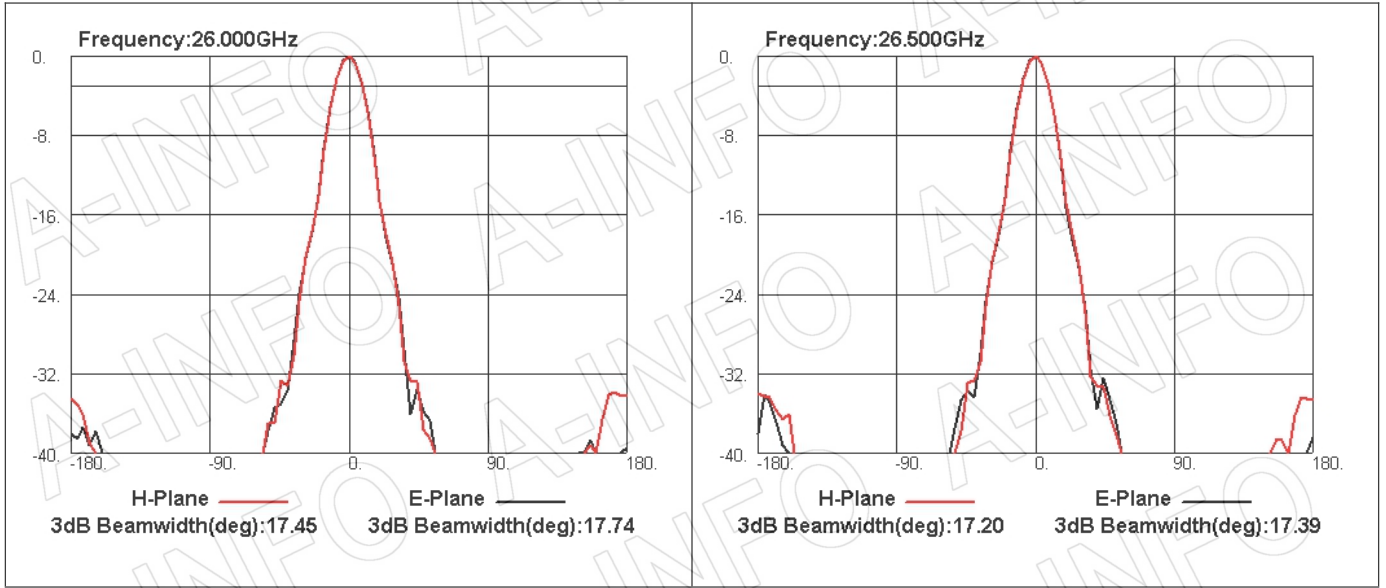 Frequency:26.000GHz
0.
-8.
-16.
-24.
-32.
-40.
-180.
-90.
0.
90.
180.
H-Plane
E-Plane
3dB Beamwidth(deg):17.45
3dB Beamwidth(deg):17.74
Frequency:26.500GHz
0.
-8.
-16.
-24.
-32.
-40.
-180.
-90.
0.
90.
180.
H-Plane
E-Plane
3dB Beamwidth(deg):17.20
3dB Beamwidth(deg):17.39
A-INFO